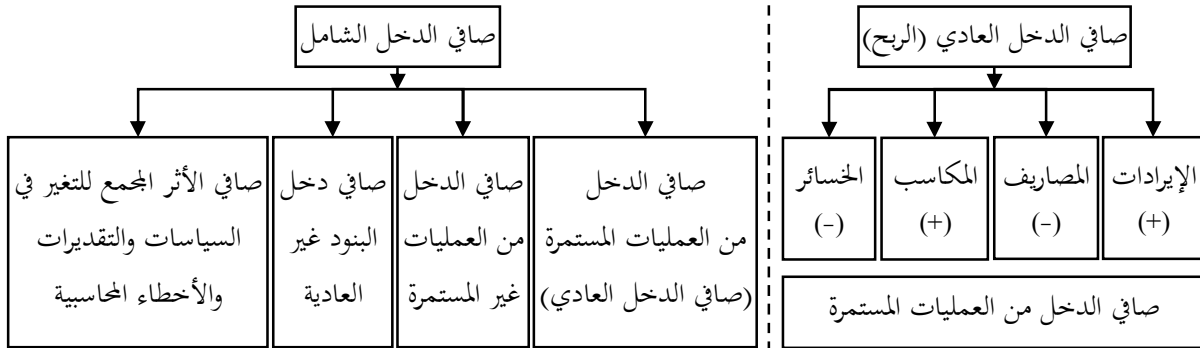 صافي الدخل العادي (الربح)
الإيرادات
(+)
المصاريف
(-)
المكاسب
(+)
الخسائر
(-)
صافي الدخل من العمليات المستمرة
صافي الدخل الشامل
صافي الدخل
من العمليات المستمرة
(صافي الدخل العادي)
صافي الدخل
من العمليات
غير المستمرة
صافي دخل
البنود غير
العادية
صافي الأثر المجمع للتغير في
السياسات والتقديرات
والأخطاء المحاسبية